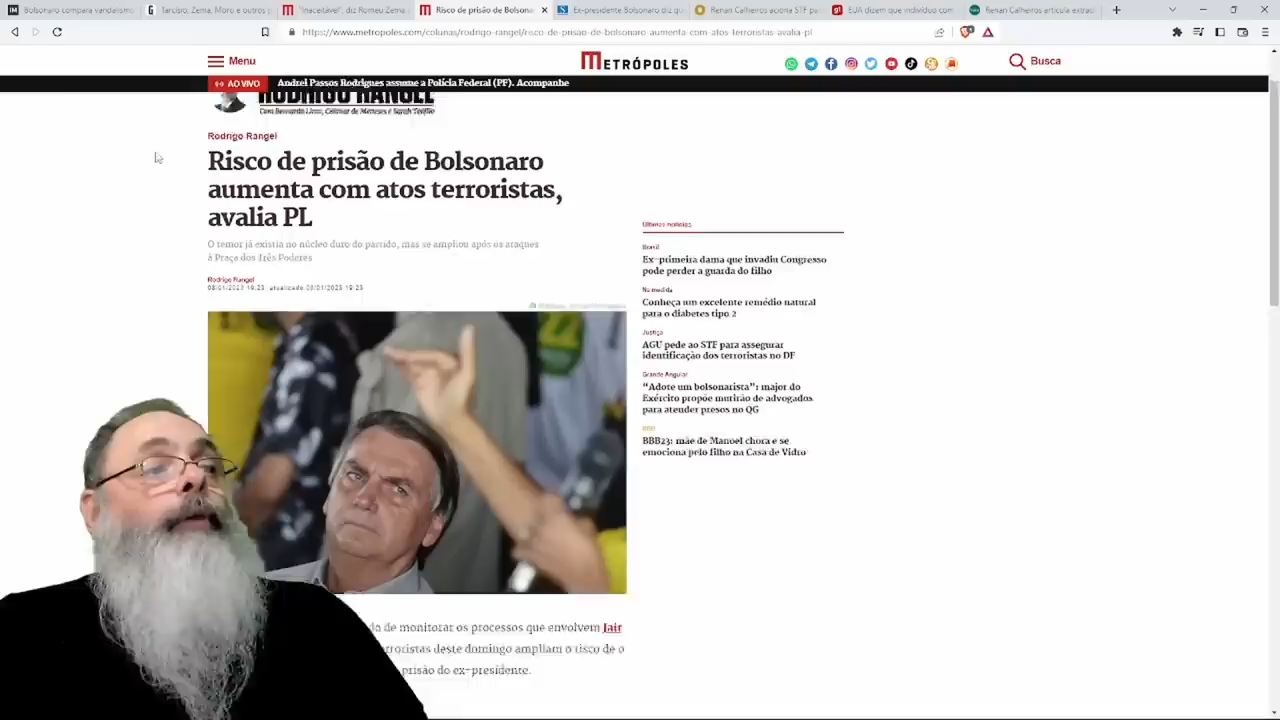 Bolsonaro compara vandalismo
Tarcísio, Zema, Moro e outros p
"Inaceitável", diz Romeu Zema
Risco de prisão de Bolsona
Ex-presidente Bolsonaro diz qu
Renan Calheiros aciona STF pa
EUA dizem que indivíduo com
Renan Calheiros articula extrad
https://www.metropoles.com/colunas/rodrigo-rangel/risco-de-prisao-de-bolsonaro-aumenta-com-atos-terroristas-avalia-pl
Menu
METRÓPOLES
Busca
AO VIVO
Andrei Passos Rodrigues assume a Polícia Federal (PF). Acompanhe
RODRIGO RANGEL
Rodrigo Rangel
Risco de prisão de Bolsonaro
aumenta com atos terroristas,
avalia PL
O temor já existia no núcleo duro do partido, mas se ampliou após os ataques
à Praça dos Três Poderes
Rodrigo Rangel
08/01/2023 19:23, atualizado 08/01/2023 19:23
Últimas notícias
Brasil
Ex-primeira dama que invadiu Congresso
pode perder a guarda do filho
Na medida
Conheça um excelente remédio natural
para o diabetes tipo 2
Justiça
AGU pede ao STF para assegurar
identificação dos terroristas no DF
Grande Angular
"Adote um bolsonarista": major do
Exército propõe mutirão de advogados
para atender presos no QG
BBB
BBB23: mãe de Manoel chora e se
emociona pelo filho na Casa de Vidro
de monitorar os processos que envolvem Jair
rroristas deste domingo ampliam o risco de o
prisão do ex-presidente.